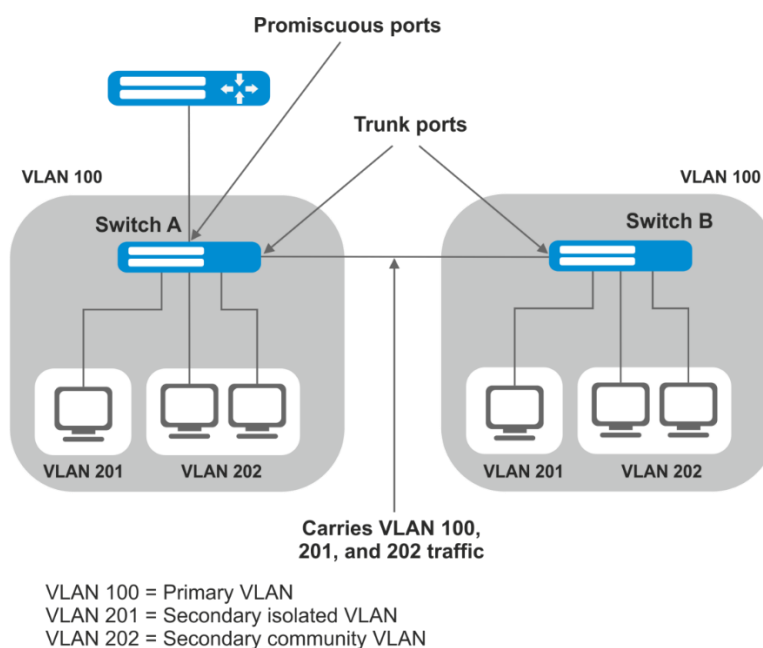 Promiscuous ports
Trunk ports
VLAN 100
VLAN 100
Switch A
Switch B
VLAN 201
VLAN 202
VLAN 201
VLAN 202
Carries VLAN 100,
201, and 202 traffic
VLAN 100 = Primary VLAN
VLAN 201 = Secondary isolated VLAN
VLAN 202 = Secondary community VLAN